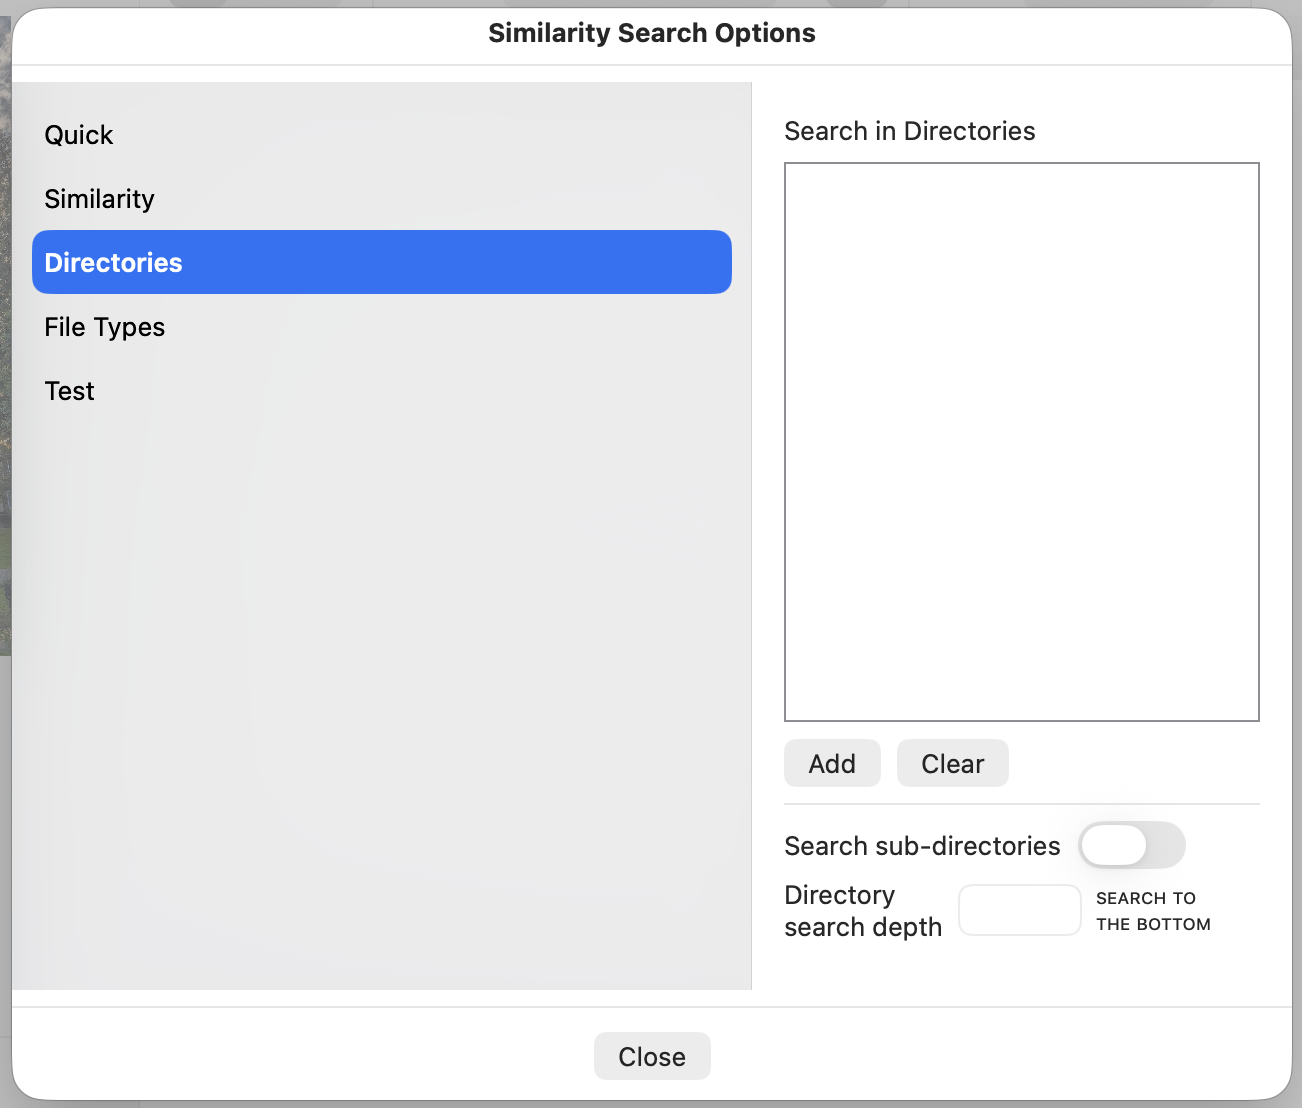 Similarity Search Options
Quick
Similarity
Directories
File Types
Test
Search in Directories
Add
Clear
Search sub-directories
Directory
search depth
SEARCH TO
THE BOTTOM
Close